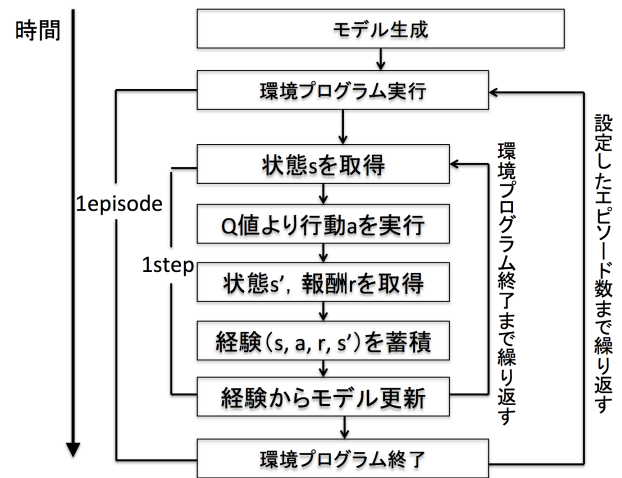 時間
モデル生成
環境プログラム実行
状態sを取得
Q値より行動aを実行
状態s′，報酬rを取得
経験（s, a, r, s′）を蓄積
経験からモデル更新
環境プログラム終了
1episode
1step
環境プログラム終了まで繰り返す
設定したエピソード数まで繰り返す